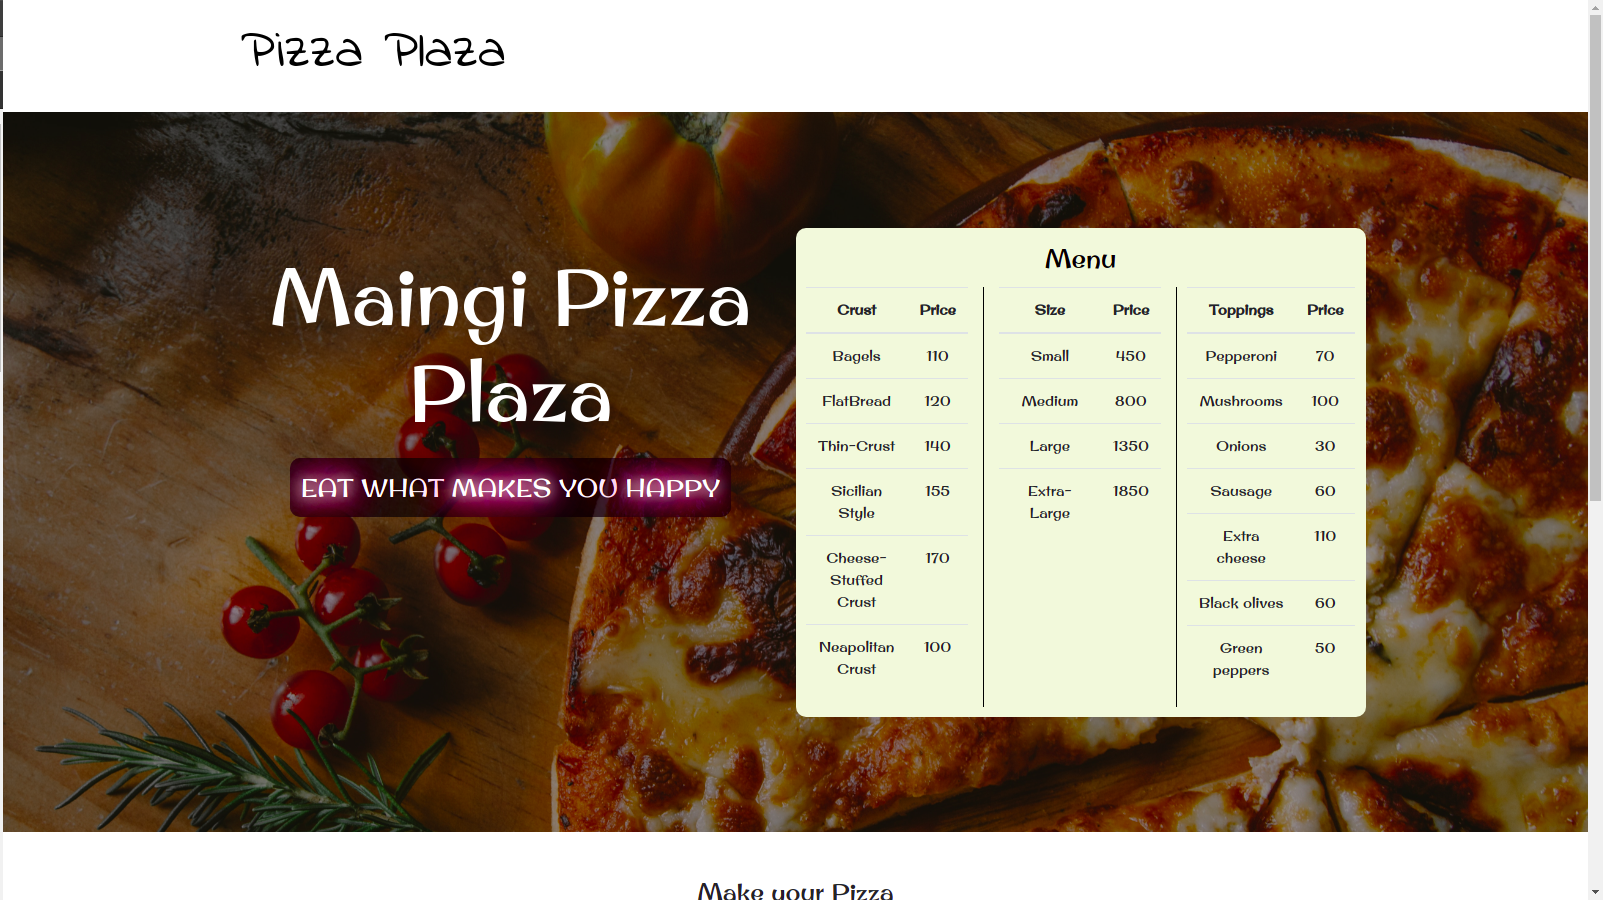 Pizza Plaza
Maingi Pizza
Plaza
EAT WHAT MAKES YOU HAPPY
Menu
Crust Price
Bagels 110
FlatBread 120
Thin-Crust 140
Sicilian 155
Style
Cheese- 170
Stuffed
Crust
Neapolitan 100
Crust
Size Price
Small 450
Medium 800
Large 1350
Extra- 1850
Large
Toppings Price
Pepperoni 70
Mushrooms 100
Onions 30
Sausage 60
Extra 110
cheese
Black olives 60
Green 50
peppers
Make your Pizza